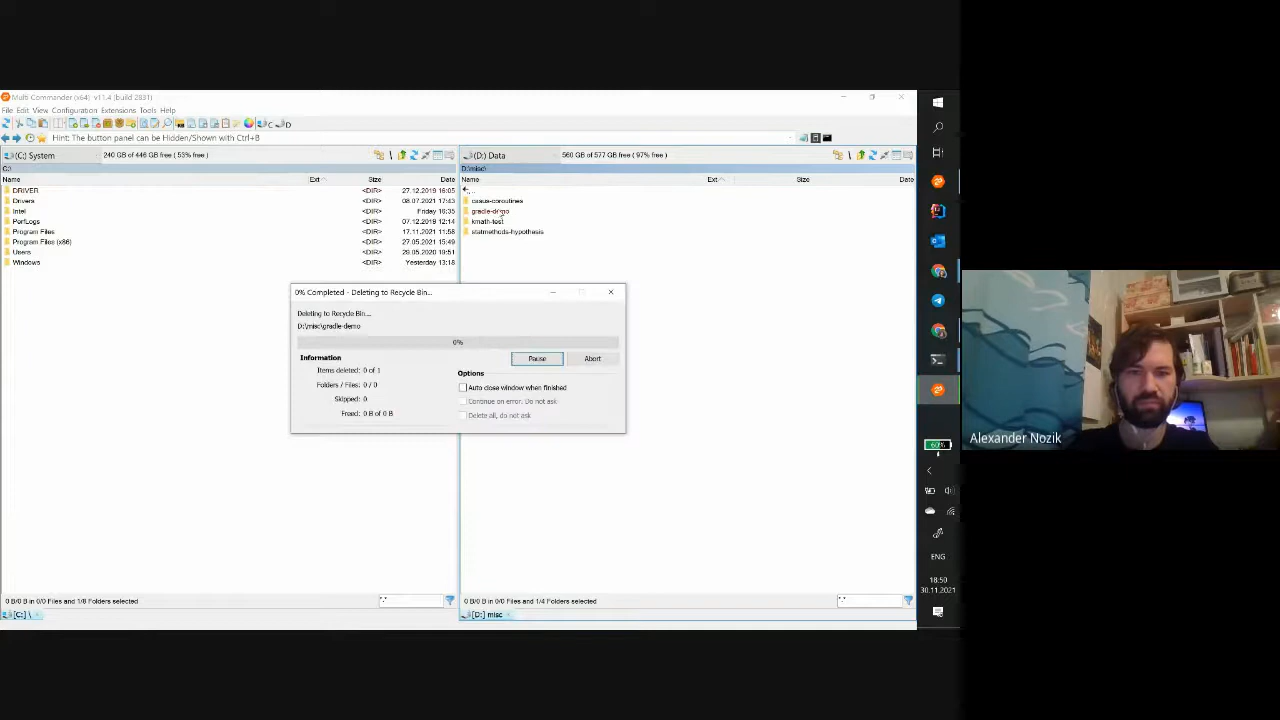 Multi Commander (x64) v11.4 (build 2831)
File Edit View Configuration Extensions Tools Help
C D
Hint: The button panel can be Hidden/Shown with Ctrl+B
(C:) System 240 GB of 446 GB free (53% free)
C:\
Name Ext Size Date
DRIVER <DIR> 27.12.2019 16:05
Drivers <DIR> 08.07.2021 17:43
Intel <DIR> Friday 16:35
PerfLogs <DIR> 07.12.2019 12:14
Program Files <DIR> 17.11.2021 11:58
Program Files (x86) <DIR> 27.05.2021 15:49
Users <DIR> 29.05.2020 19:51
Windows <DIR> Yesterday 13:18
(D:) Data 560 GB of 577 GB free (97% free)
D:\misc\
Name Ext Size Date
..
gradle-demo
kmath-test
statmethods-hypothesis
0% Completed - Deleting to Recycle Bin...
Deleting to Recycle Bin...
D:\misc\gradle-demo
0%
Information
Items deleted: 0 of 1
Folders / Files: 0 / 0
Skipped: 0
Freed: 0 B of 0 B
Pause Abort
Options
Auto close window when finished
Continue on error. Do not ask
Delete all, do not ask
0 B/0 B in 0/0 Files and 1/8 Folders selected
*.*
[C:] \
0 B/0 B in 0/0 Files and 1/4 Folders selected
*.*
[D:] misc
60%
ENG
18:50
30.11.2021
Alexander Nozik